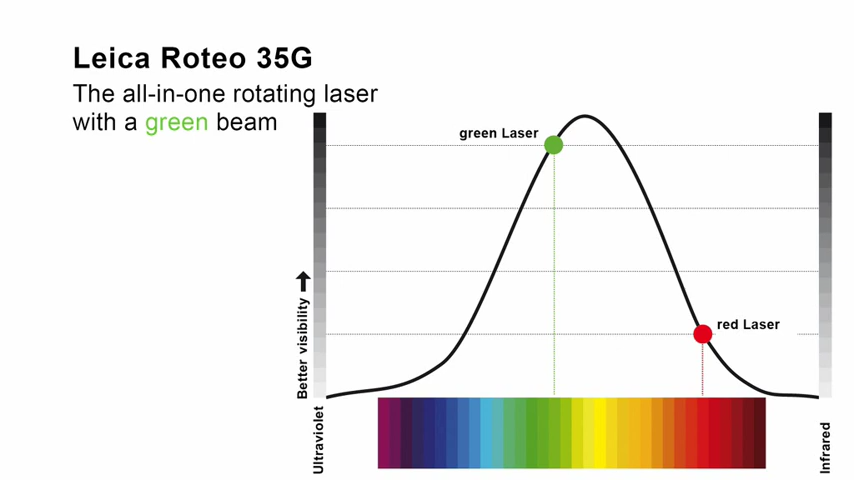 Leica Roteo 35G
The all-in-one rotating laser
with a green beam
green Laser
red Laser
Better visibility
Ultraviolet
Infrared